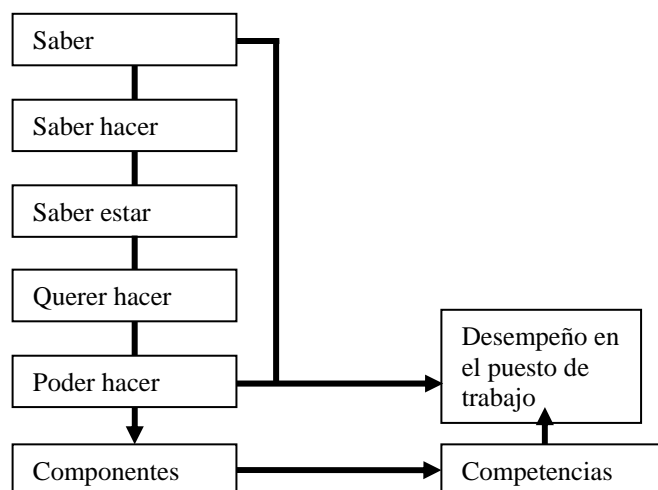 Saber
Saber hacer
Saber estar
Querer hacer
Poder hacer
Desempeño en
el puesto de
trabajo
Componentes
Competencias